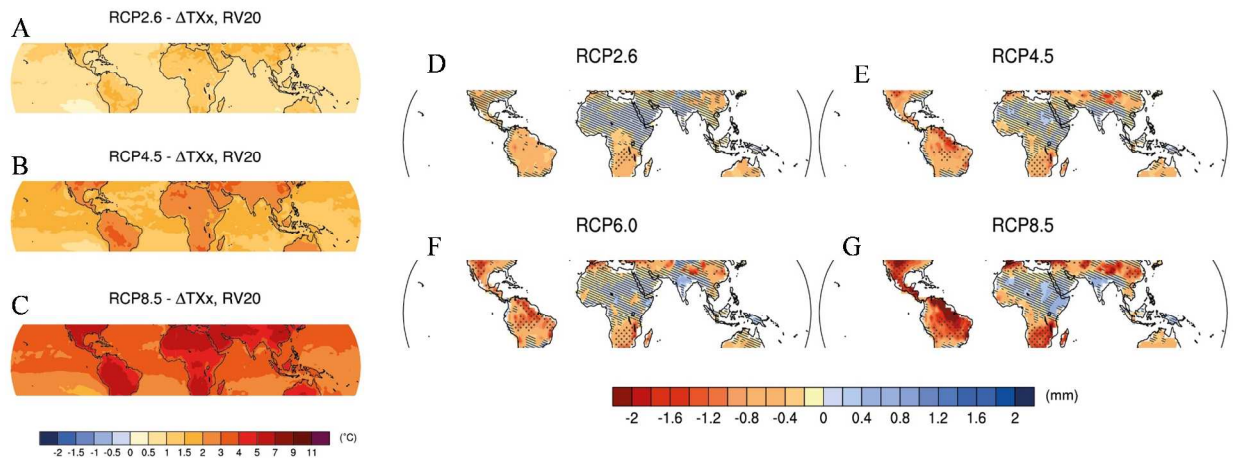 A
RCP2.6 - ΔTXx, RV20
B
RCP4.5 - ΔTXx, RV20
C
RCP8.5 - ΔTXx, RV20
-2 -1.5 -1 -0.5 0 0.5 1 1.5 2 3 4 5 7 9 11
(°C)
D
RCP2.6
E
RCP4.5
F
RCP6.0
G
RCP8.5
-2 -1.6 -1.2 -0.8 -0.4 0 0.4 0.8 1.2 1.6 2
(mm)